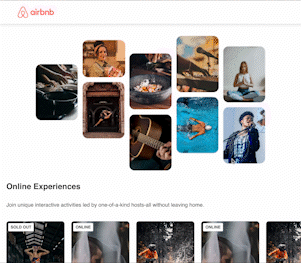 airbnb
Online Experiences
Join unique interactive activities led by one-of-a-kind hosts-all without leaving home.
SOLD OUT
ONLINE
ONLINE